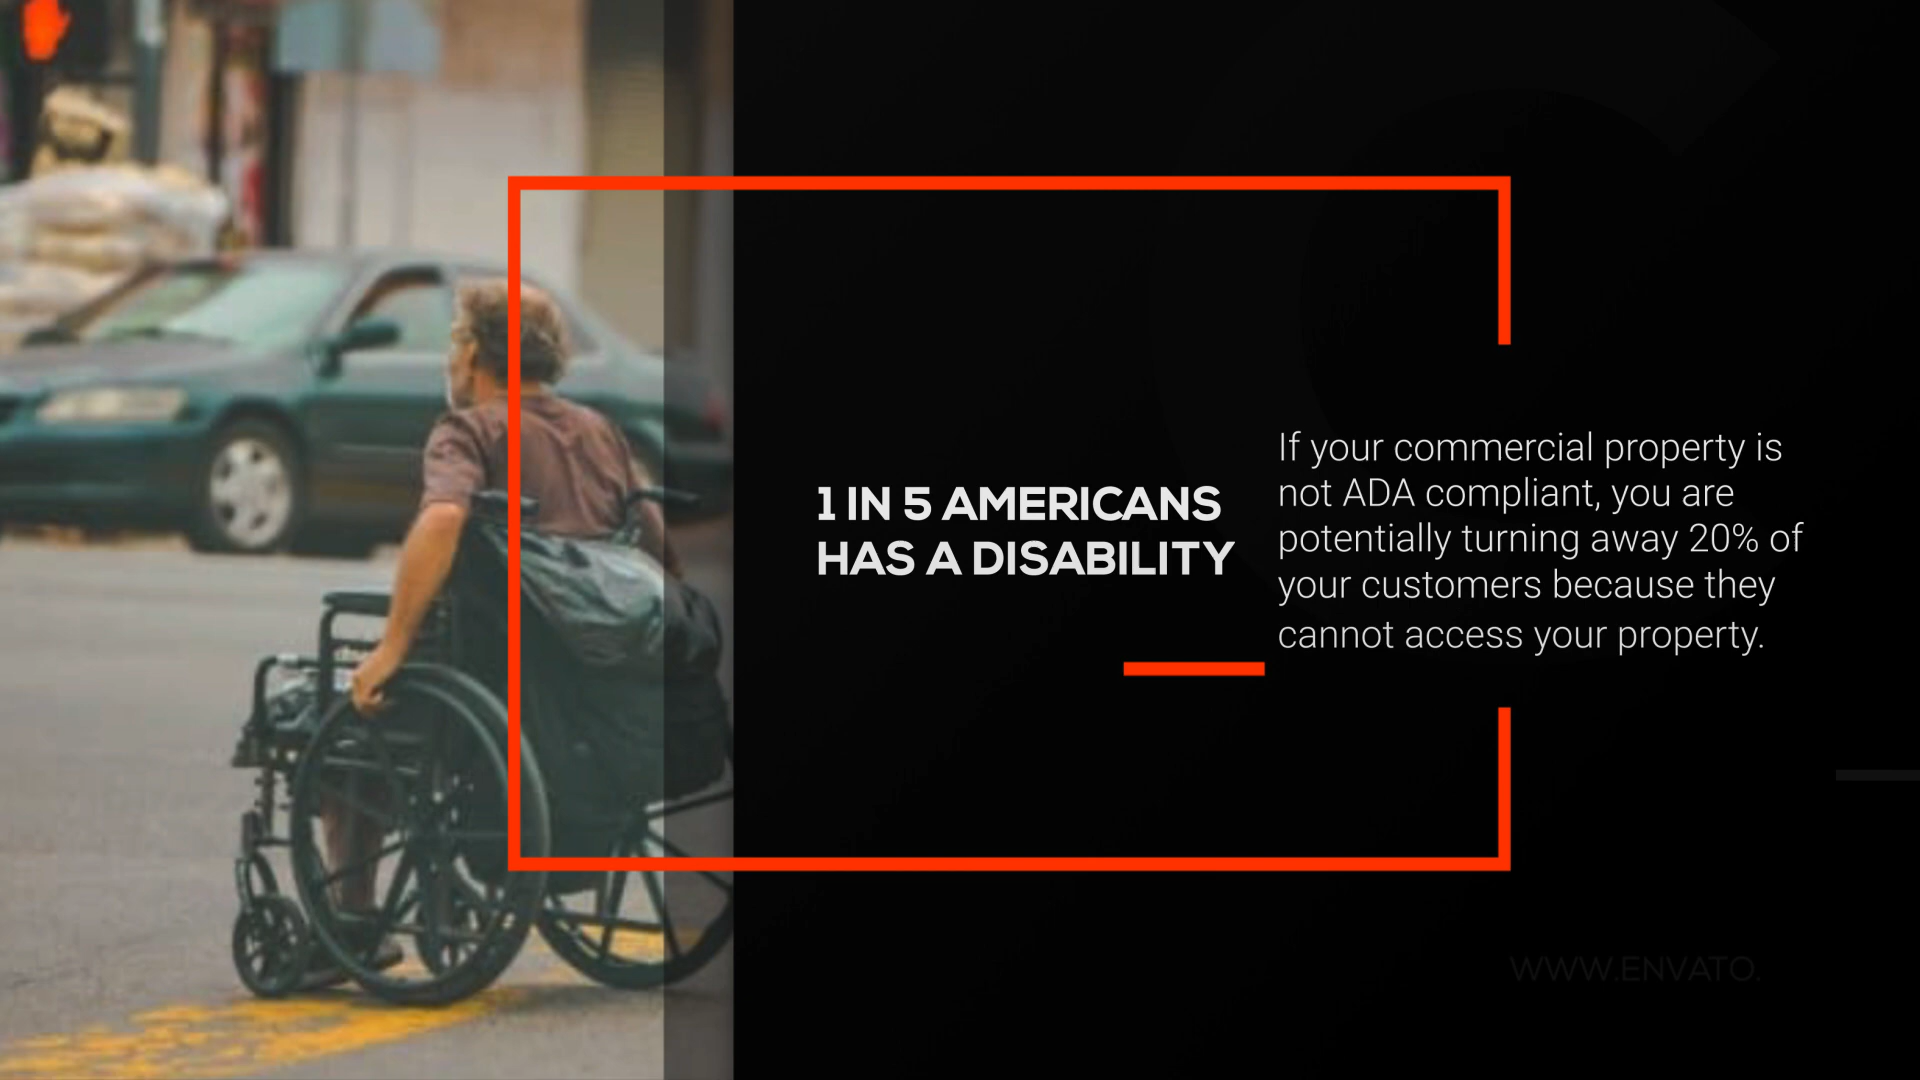 1 IN 5 AMERICANS
HAS A DISABILITY
If your commercial property is
not ADA compliant, you are
potentially turning away 20% of
your customers because they
cannot access your property.
WWW.ENVATO.